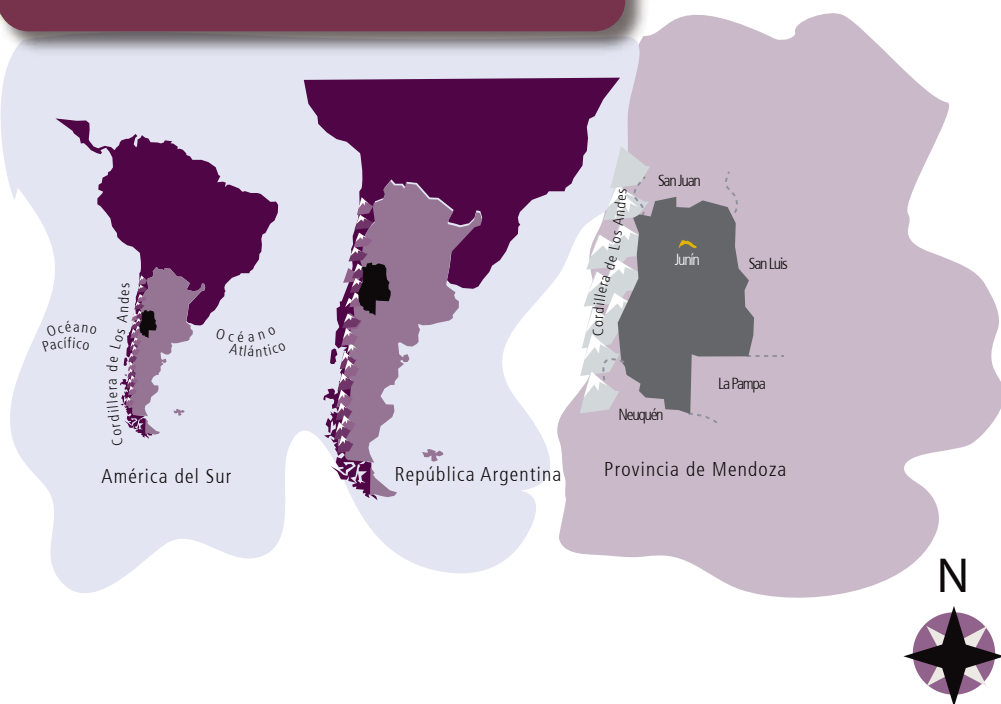 Océano
Pacífico
Cordillera de Los Andes
Océano
Atlántico
América del Sur
República Argentina
Cordillera de Los Andes
San Juan
Junín
San Luis
La Pampa
Neuquén
Provincia de Mendoza
N